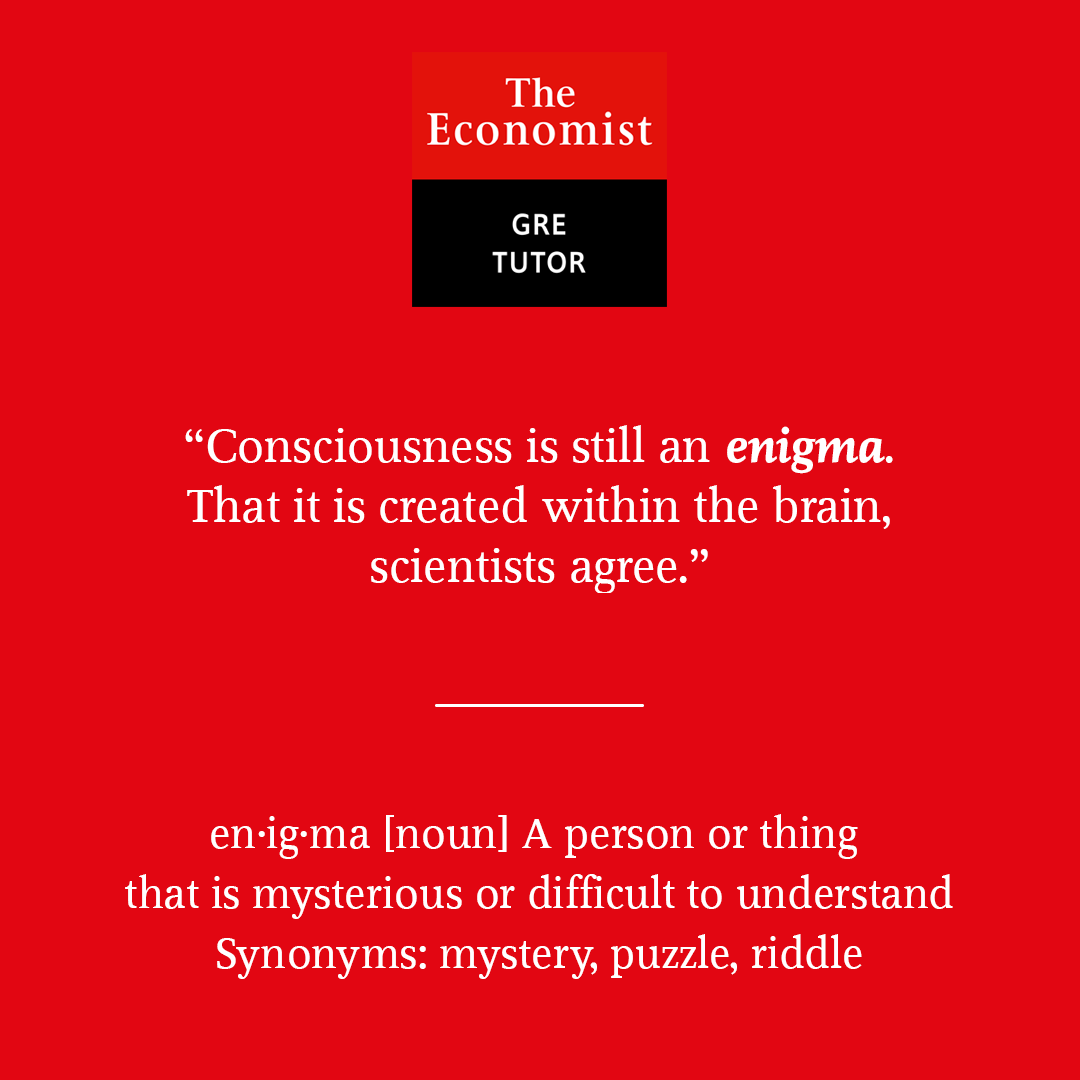 The
Economist
GRE
TUTOR
“Consciousness is still an enigma.
That it is created within the brain,
scientists agree.”
en·ig·ma [noun] A person or thing
that is mysterious or difficult to understand
Synonyms: mystery, puzzle, riddle